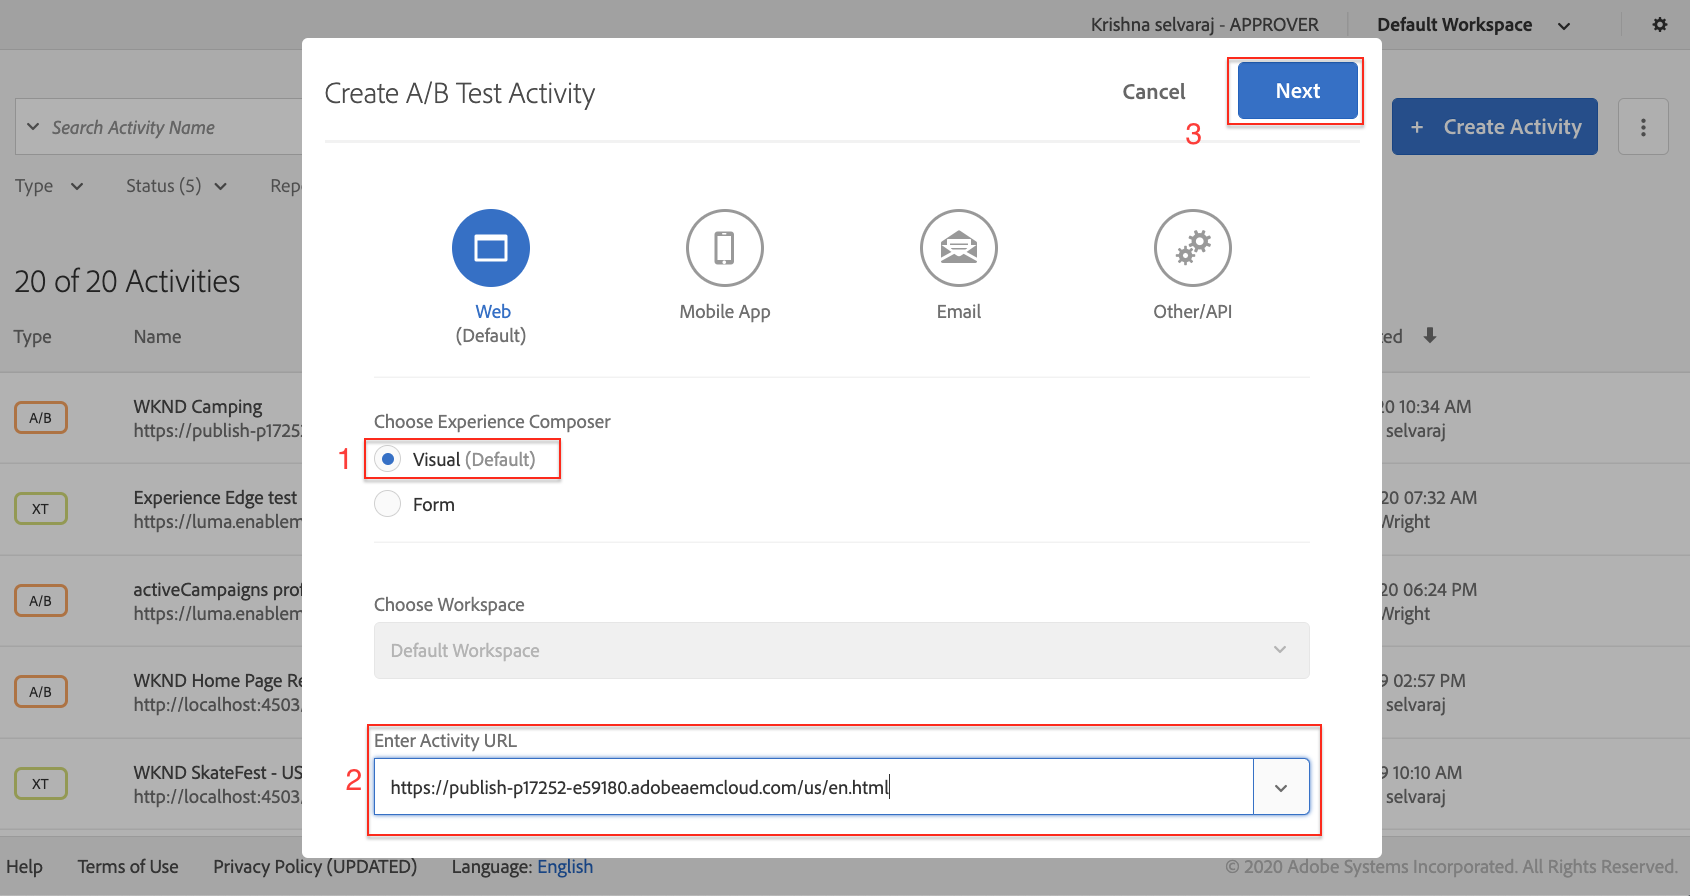 Krishna selvaraj - APPROVER
Default Workspace
Create A/B Test Activity
Cancel
Next
3
Search Activity Name
+ Create Activity
Type
Status (5)
Rep
Web
(Default)
Mobile App
Email
Other/API
20 of 20 Activities
Type
Name
ed
Choose Experience Composer
1
Visual (Default)
Form
A/B
WKND Camping
https://publish-p1725
20 10:34 AM
selvaraj
XT
Experience Edge test
https://luma.enablem
20 07:32 AM
Wright
A/B
activeCampaigns prof
https://luma.enablem
20 06:24 PM
Wright
Choose Workspace
Default Workspace
A/B
WKND Home Page Re
http://localhost:4503
9 02:57 PM
selvaraj
Enter Activity URL
2
https://publish-p17252-e59180.adobeaemcloud.com/us/en.html
XT
WKND SkateFest - US
http://localhost:4503
9 10:10 AM
selvaraj
Help
Terms of Use
Privacy Policy (UPDATED)
Language: English
© 2020 Adobe Systems Incorporated. All Rights Reserved.